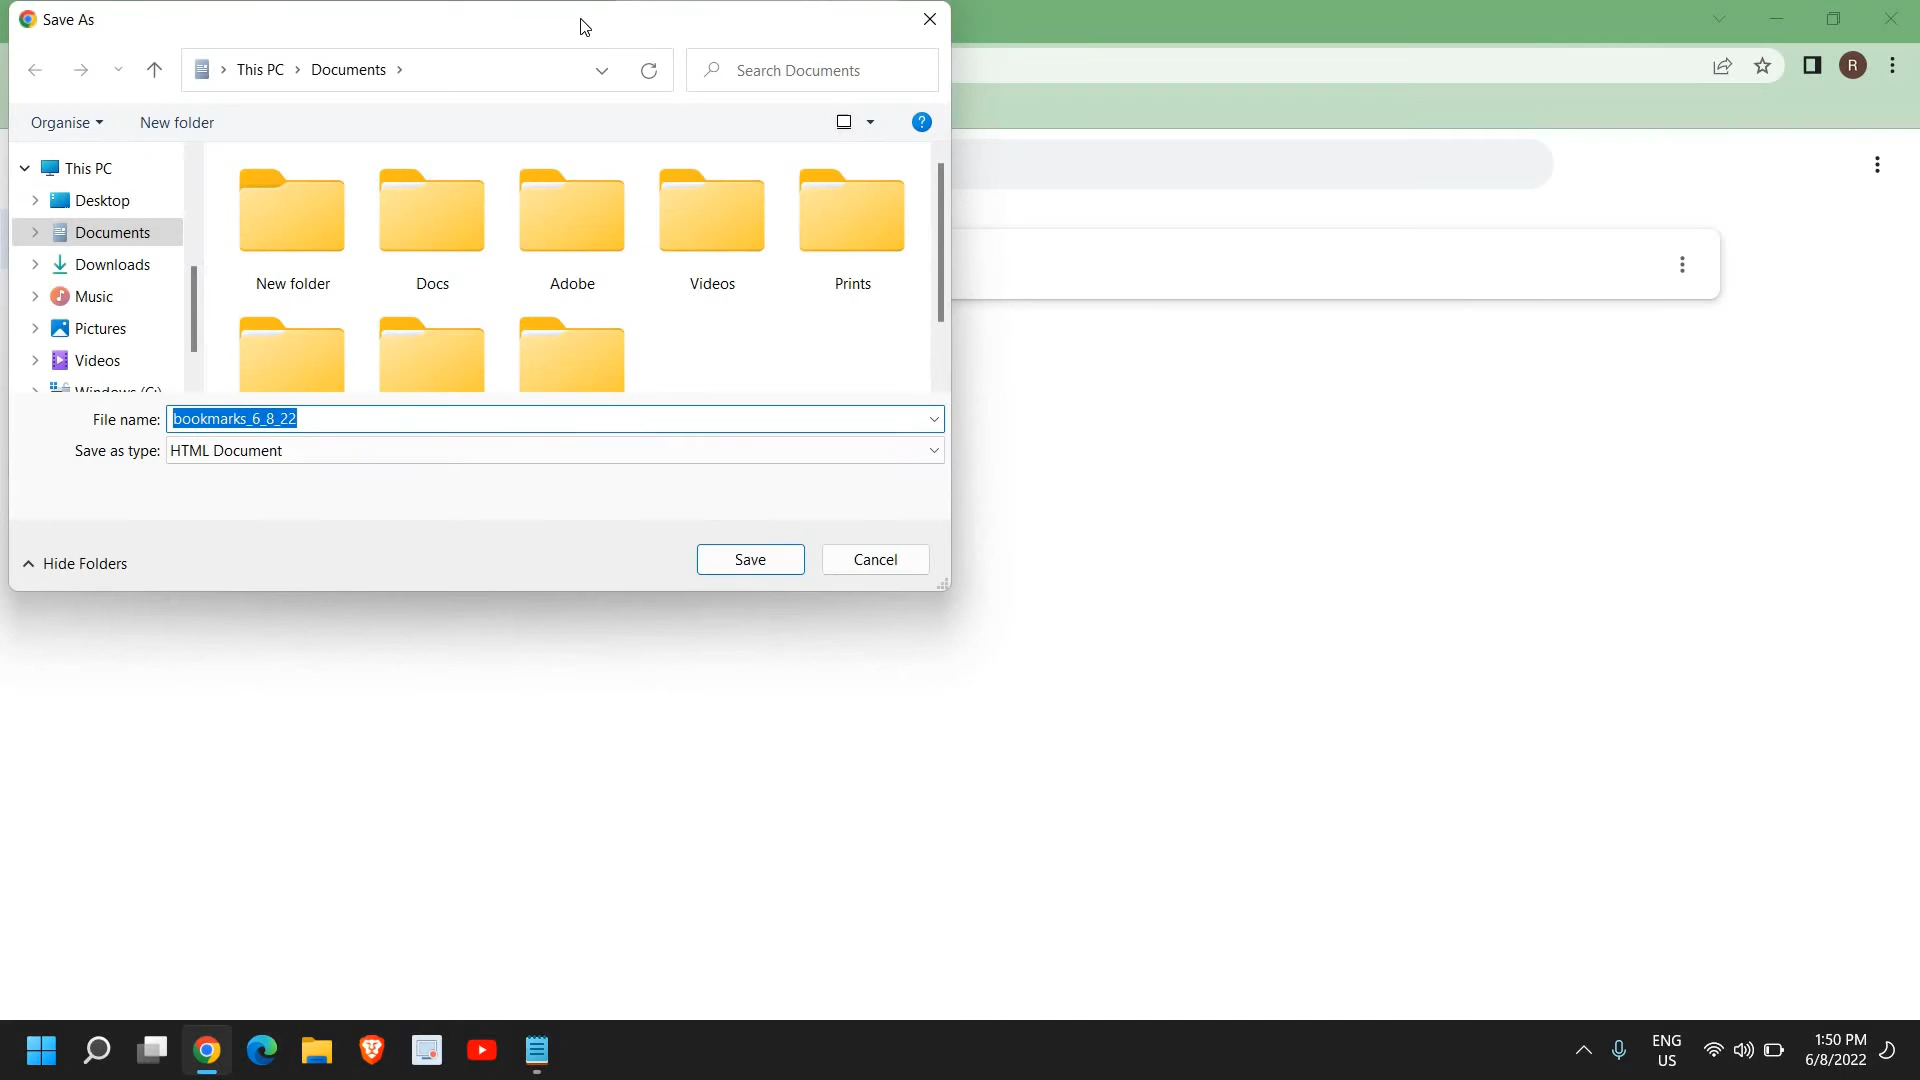 Save As
This PC
Documents
Search Documents
R
Organise
New folder
?
This PC
Desktop
Documents
Downloads
Music
Pictures
Videos
Windows (C:)
New folder
Docs
Adobe
Videos
Prints
File name:
bookmarks_6_8_22
Save as type:
HTML Document
Hide Folders
Save
Cancel
ENG
US
1:50 PM
6/8/2022